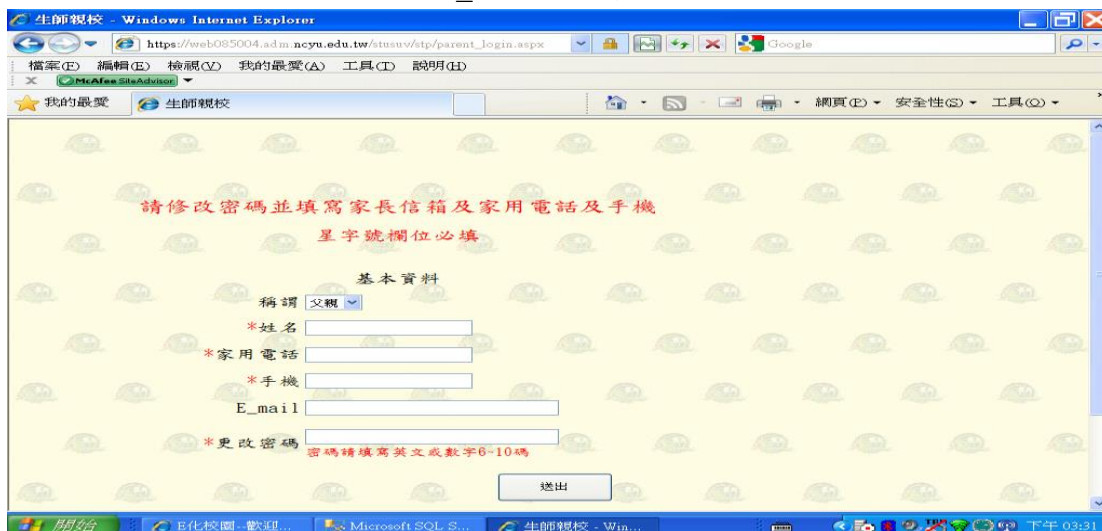 生師親校 - Windows Internet Explorer
https://web085004.adm.ncyu.edu.tw/stusuv/stp/parent_login.aspx
Google
檔案(F) 編輯(E) 檢視(V) 我的最愛(A) 工具(T) 說明(H)
McAfee SiteAdvisor
我的最愛 生師親校 網頁(P) 安全性(S) 工具(O)
請修改密碼並填寫家長信箱及家用電話及手機
星字號欄位必填
基本資料
稱謂 父親
*姓名
*家用電話
*手機
E_mail
*更改密碼
密碼請填寫英文或數字6-10碼
送出
開始 E化校園--歡迎... Microsoft SQL S... 生師親校 - Win... 下午 03:31